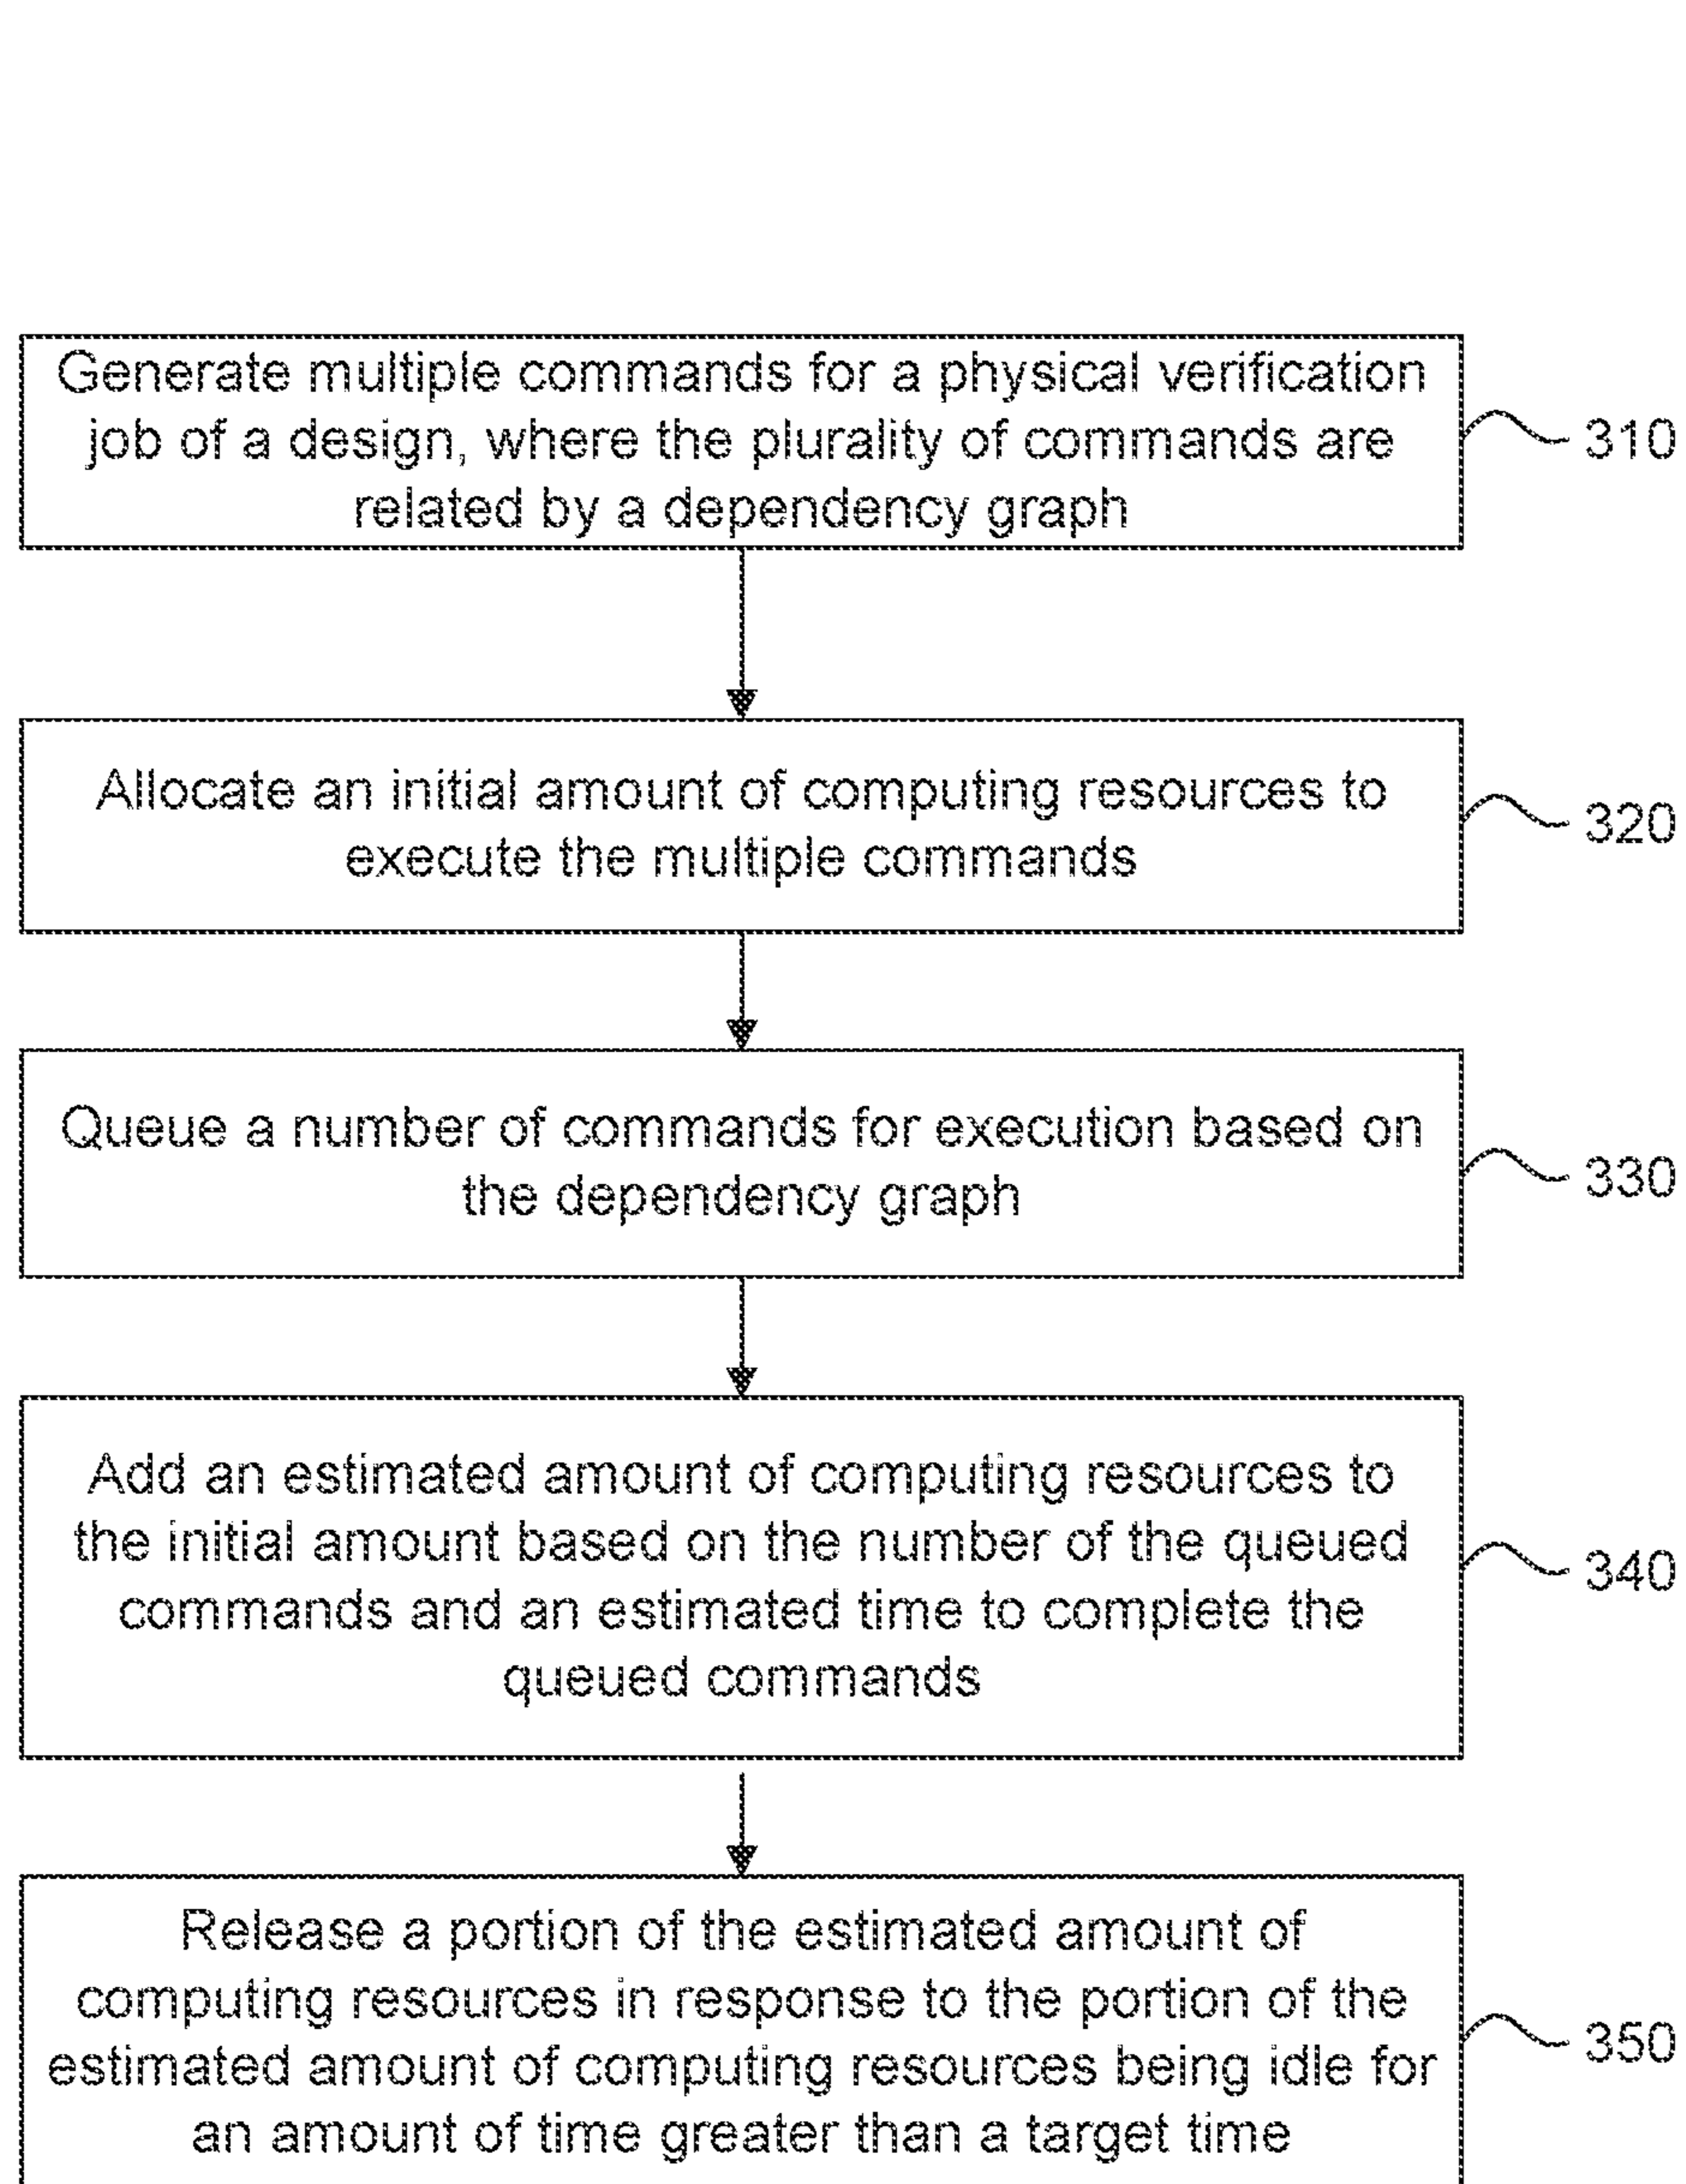 Generate multiple commands for a physical verification
job of a design, where the plurality of commands are
related by a dependency graph
310
Allocate an initial amount of computing resources to
execute the multiple commands
320
Queue a number of commands for execution based on
the dependency graph
330
Add an estimated amount of computing resources to
the initial amount based on the number of the queued
commands and an estimated time to complete the
queued commands
340
Release a portion of the estimated amount of
computing resources in response to the portion of the
estimated amount of computing resources being idle for
an amount of time greater than a target time
350